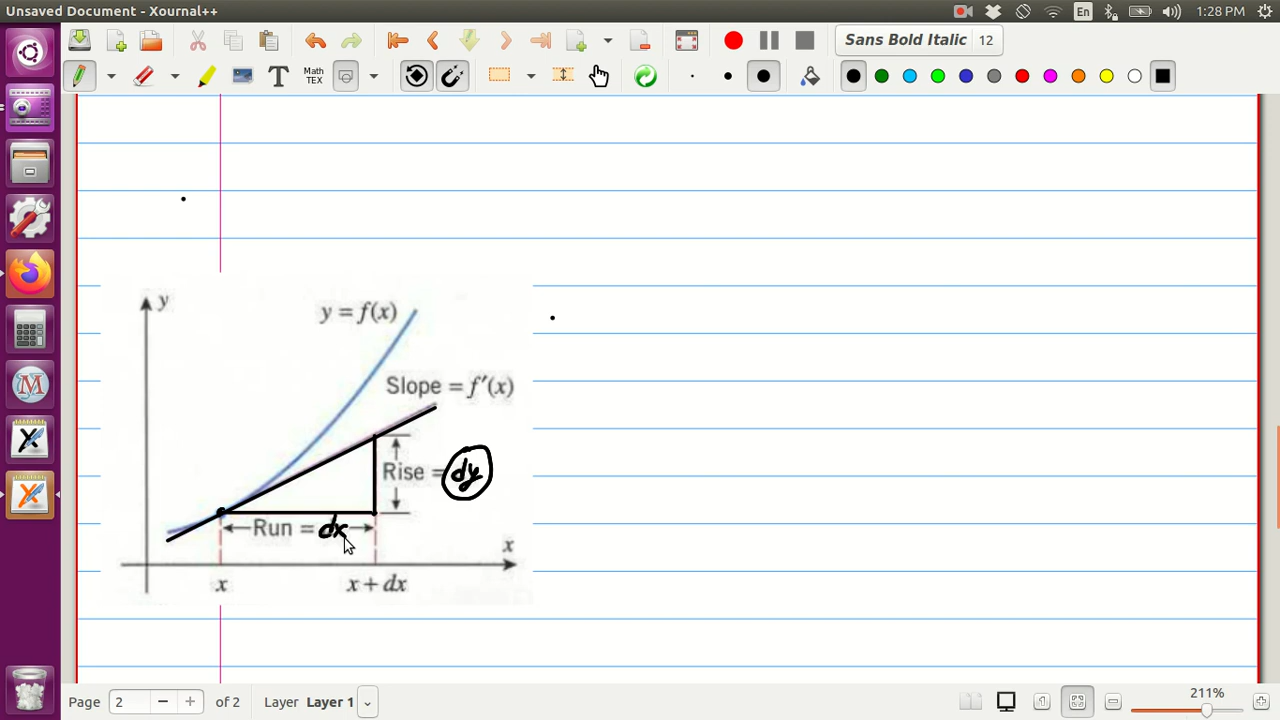 Unsaved Document - Xournal++
En
1:28 PM
Math
TEX
T
Sans Bold Italic 12
y
y = f(x)
Slope = f'(x)
Rise = dy
Run = dx
x
x
x + dx
Page 2 of 2 Layer Layer 1
211%